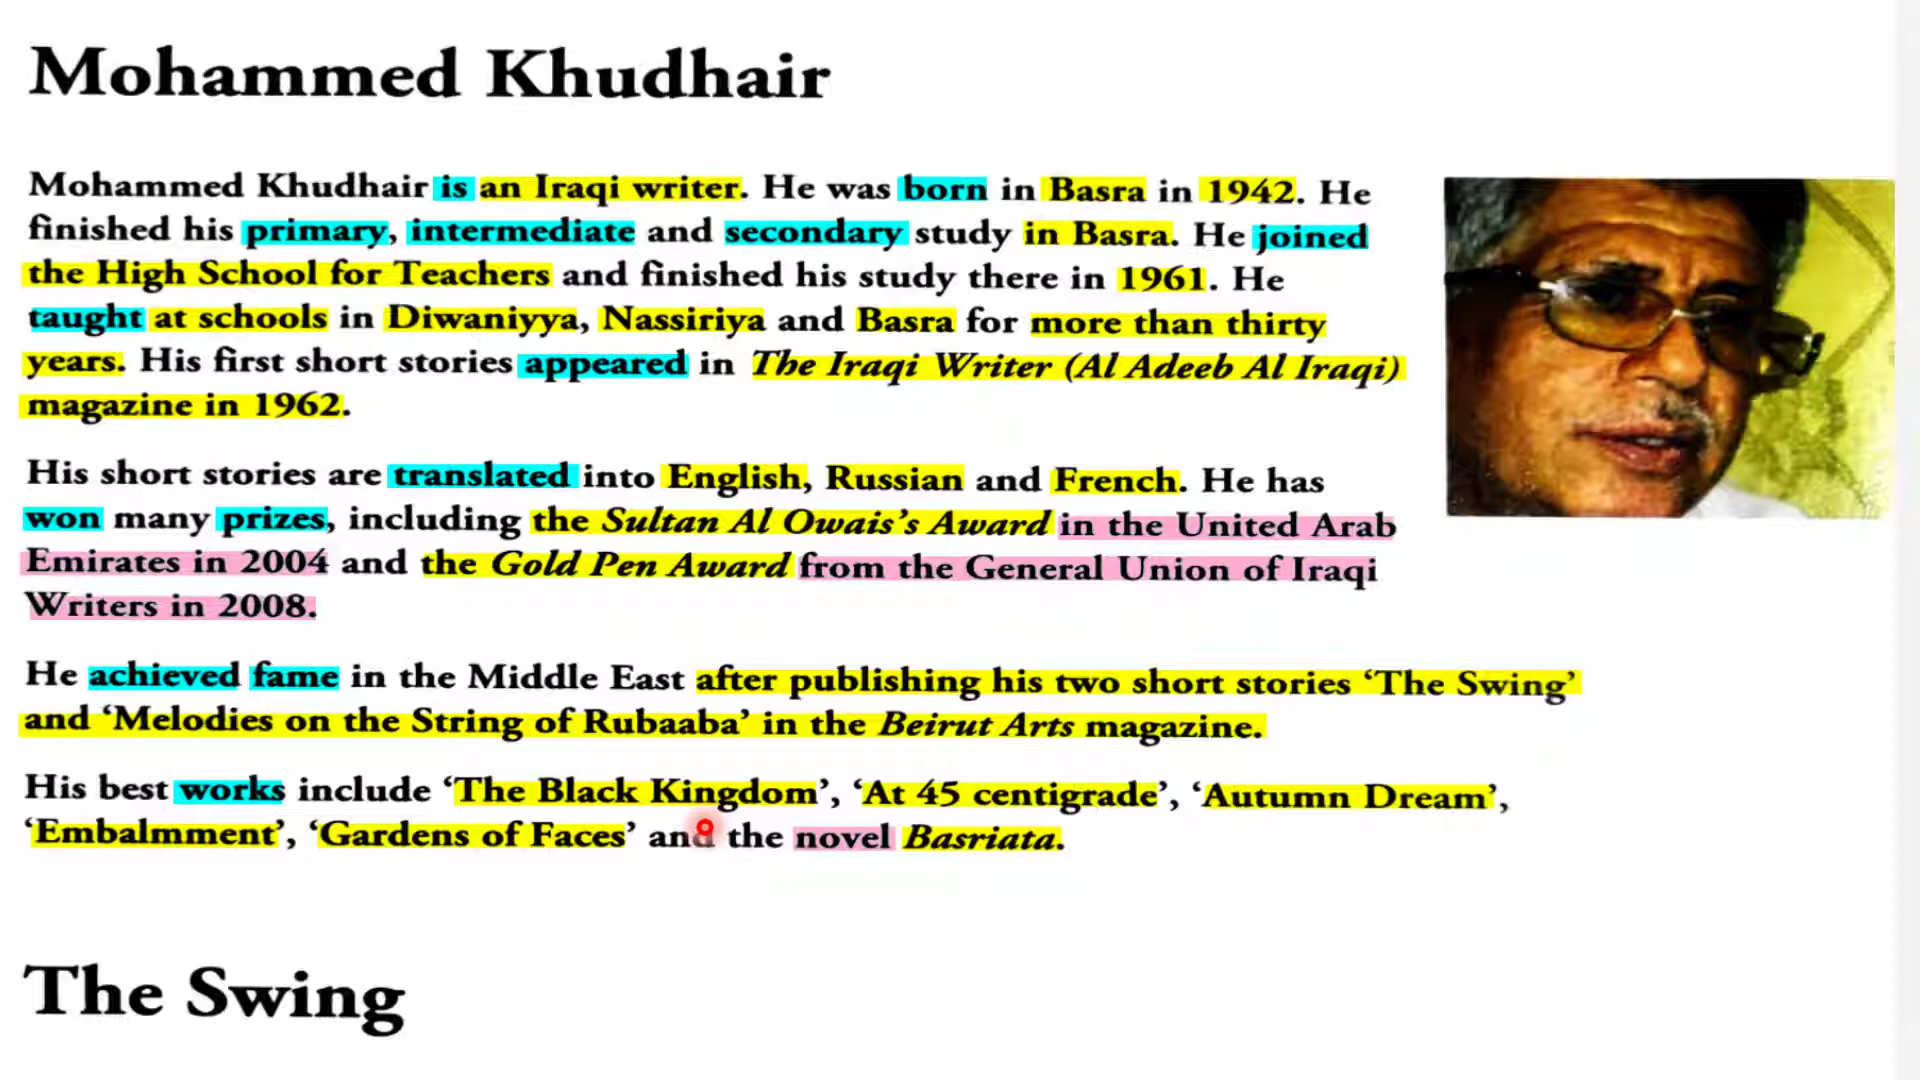 Mohammed Khudhair
Mohammed Khudhair is an Iraqi writer. He was born in Basra in 1942. He
finished his primary, intermediate and secondary study in Basra. He joined
the High School for Teachers and finished his study there in 1961. He
taught at schools in Diwaniyya, Nassiriya and Basra for more than thirty
years. His first short stories appeared in The Iraqi Writer (Al Adeeb Al Iraqi)
magazine in 1962.
His short stories are translated into English, Russian and French. He has
won many prizes, including the Sultan Al Owais’s Award in the United Arab
Emirates in 2004 and the Gold Pen Award from the General Union of Iraqi
Writers in 2008.
He achieved fame in the Middle East after publishing his two short stories ‘The Swing’
and ‘Melodies on the String of Rubaaba’ in the Beirut Arts magazine.
His best works include ‘The Black Kingdom’, ‘At 45 centigrade’, ‘Autumn Dream’,
‘Embalmment’, ‘Gardens of Faces’ and the novel Basriata.
The Swing